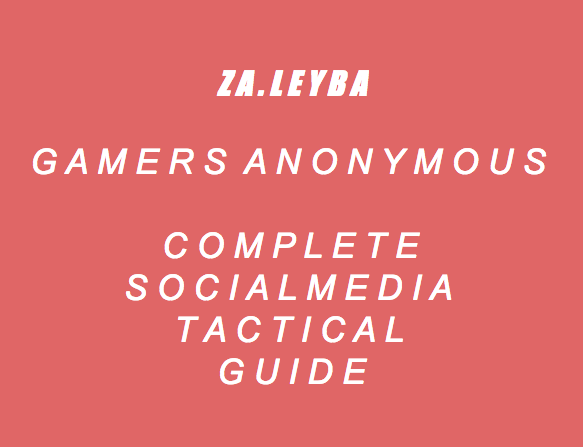 ZA.LEYBA
GAMERS ANONYMOUS
COMPLETE
SOCIALMEDIA
TACTICAL
GUIDE